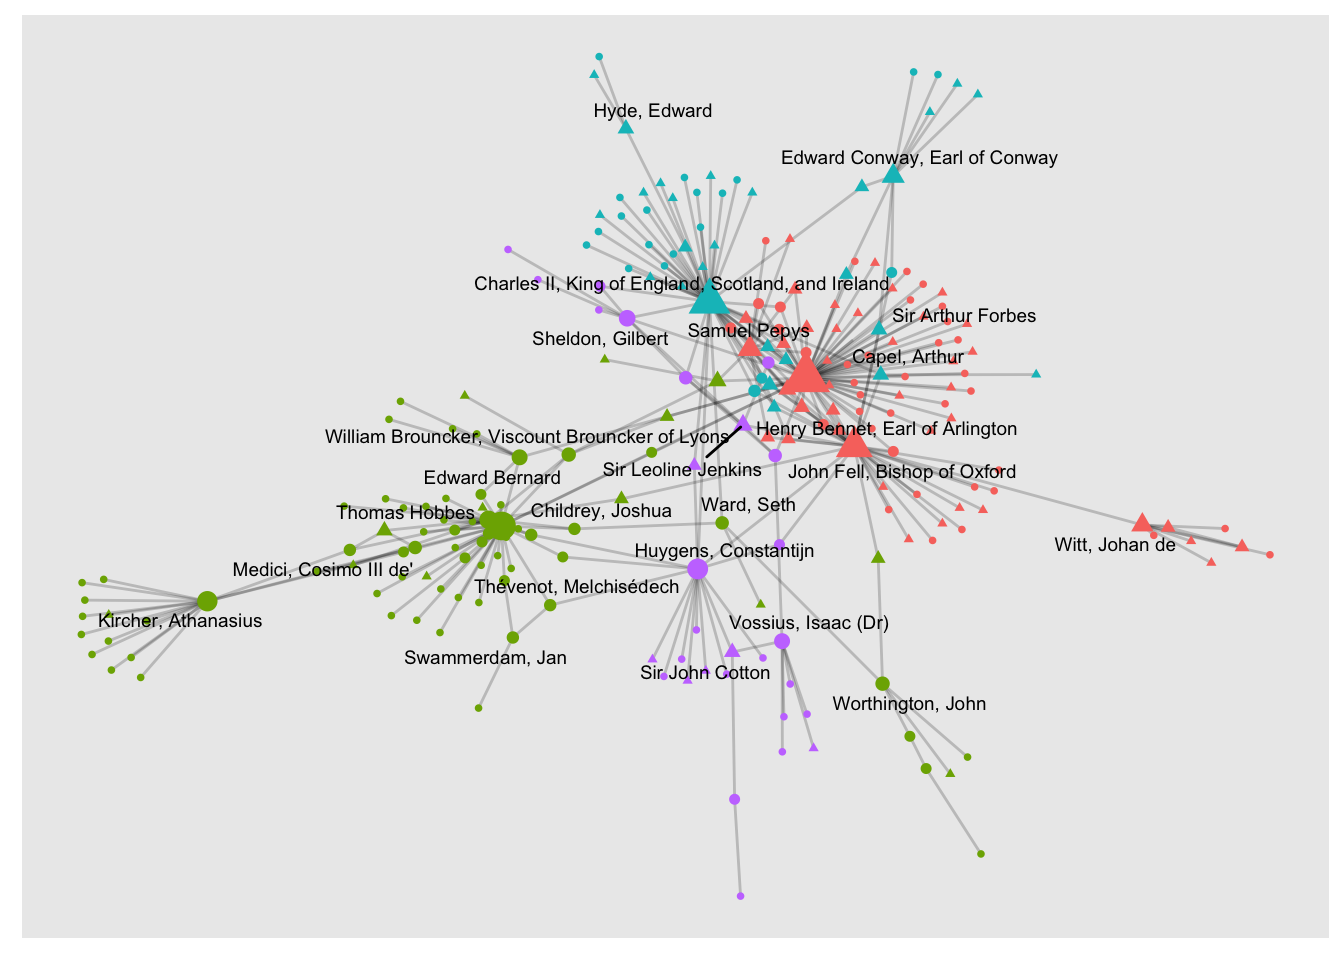 Hyde, Edward
Edward Conway, Earl of Conway
Charles II, King of England, Scotland, and Ireland
Sir Arthur Forbes
Samuel Pepys
Sheldon, Gilbert
Capel, Arthur
Henry Bennet, Earl of Arlington
William Brouncker, Viscount Brouncker of Lyons
Sir Leoline Jenkins
John Fell, Bishop of Oxford
Edward Bernard
Ward, Seth
Childrey, Joshua
Thomas Hobbes
Witt, Johan de
Huygens, Constantijn
Medici, Cosimo III de'
Thévenot, Melchisédech
Kircher, Athanasius
Vossius, Isaac (Dr)
Swammerdam, Jan
Sir John Cotton
Worthington, John